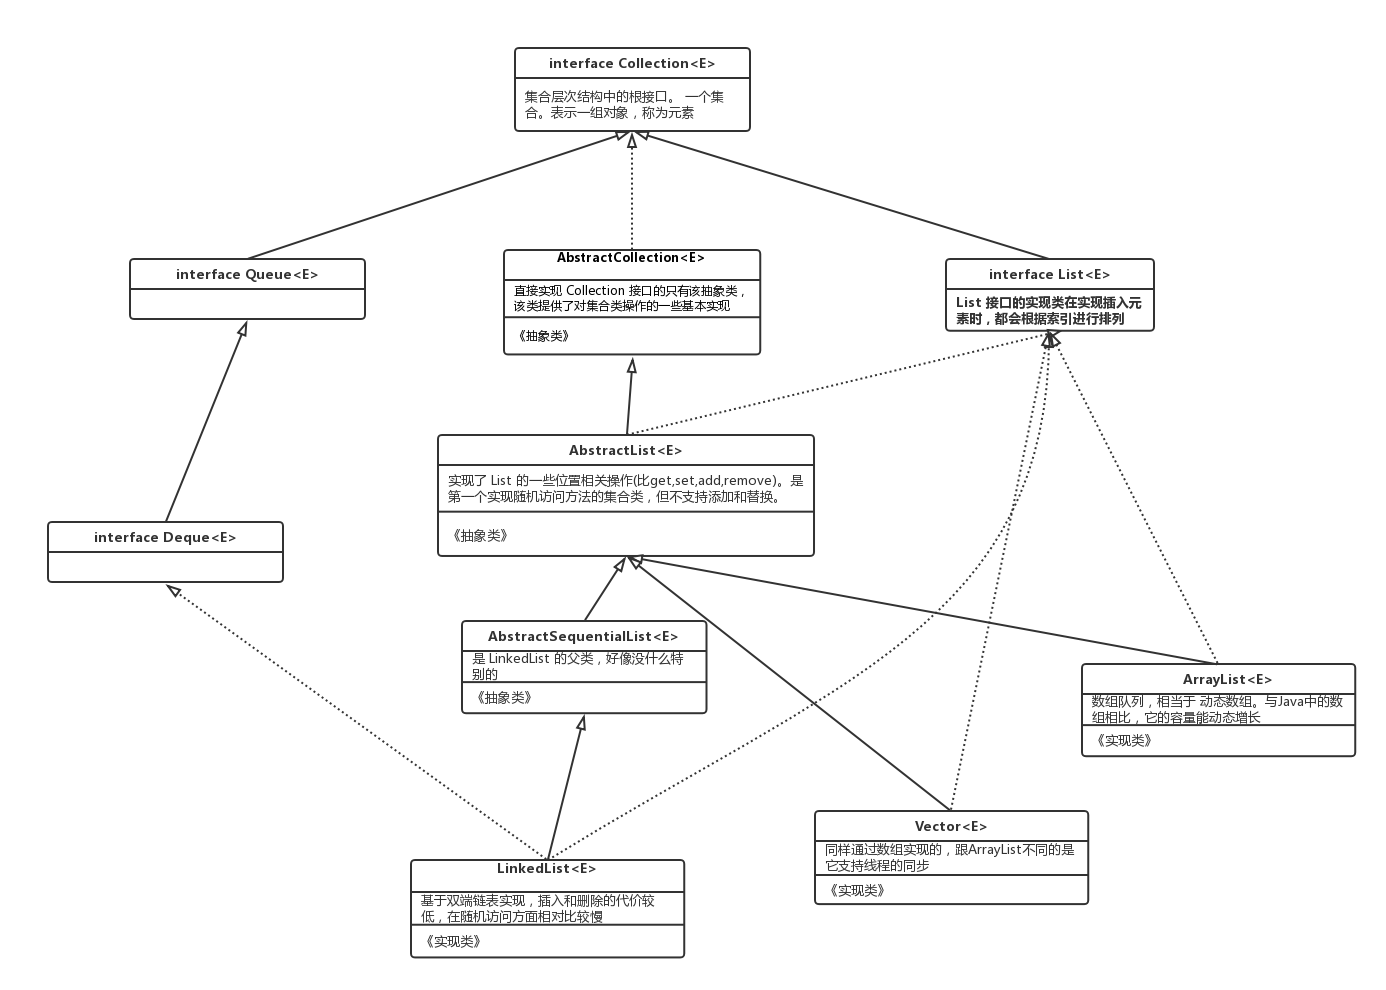 interface Collection<E>
集合层次结构中的根接口。 一个集
合。表示一组对象，称为元素
interface Queue<E>
AbstractCollection<E>
直接实现 Collection 接口的只有该抽象类，
该类提供了对集合类操作的一些基本实现
《抽象类》
interface List<E>
List 接口的实现类在实现插入元
素时，都会根据索引进行排列
AbstractList<E>
实现了 List 的一些位置相关操作(比get,set,add,remove)。是
第一个实现随机访问方法的集合类，但不支持添加和替换。
《抽象类》
interface Deque<E>
AbstractSequentialList<E>
是 LinkedList 的父类，好像没什么特
别的
《抽象类》
ArrayList<E>
数组队列，相当于 动态数组。与Java中的数
组相比，它的容量能动态增长
《实现类》
Vector<E>
同样通过数组实现的，跟ArrayList不同的是
它支持线程的同步
《实现类》
LinkedList<E>
基于双端链表实现，插入和删除的代价较
低，在随机访问方面相对比较慢
《实现类》